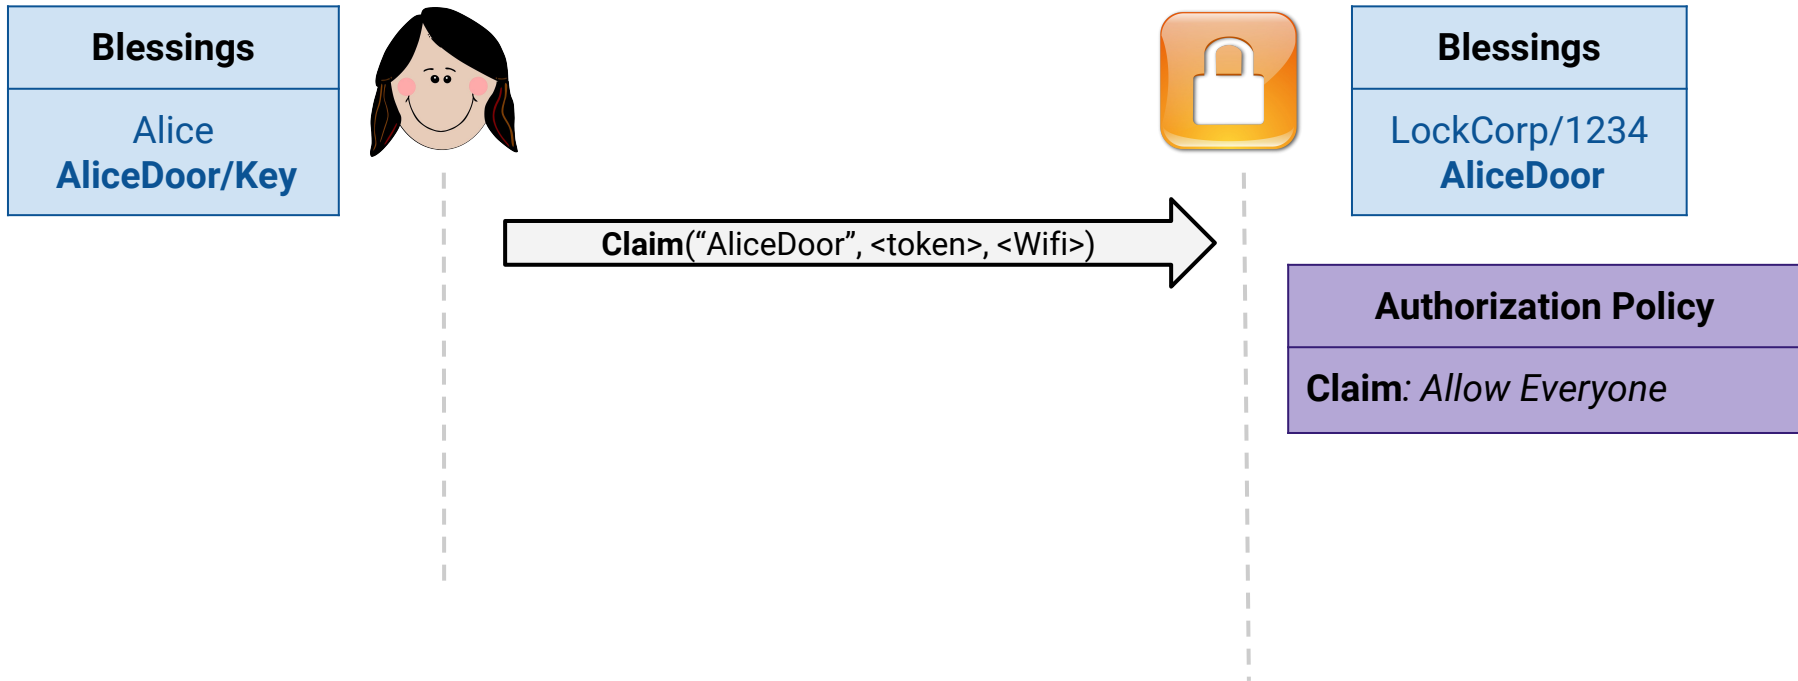 Blessings
Alice
AliceDoor/Key
Blessings
LockCorp/1234
AliceDoor
Claim(“AliceDoor”, <token>, <Wifi>)
Authorization Policy
Claim: Allow Everyone